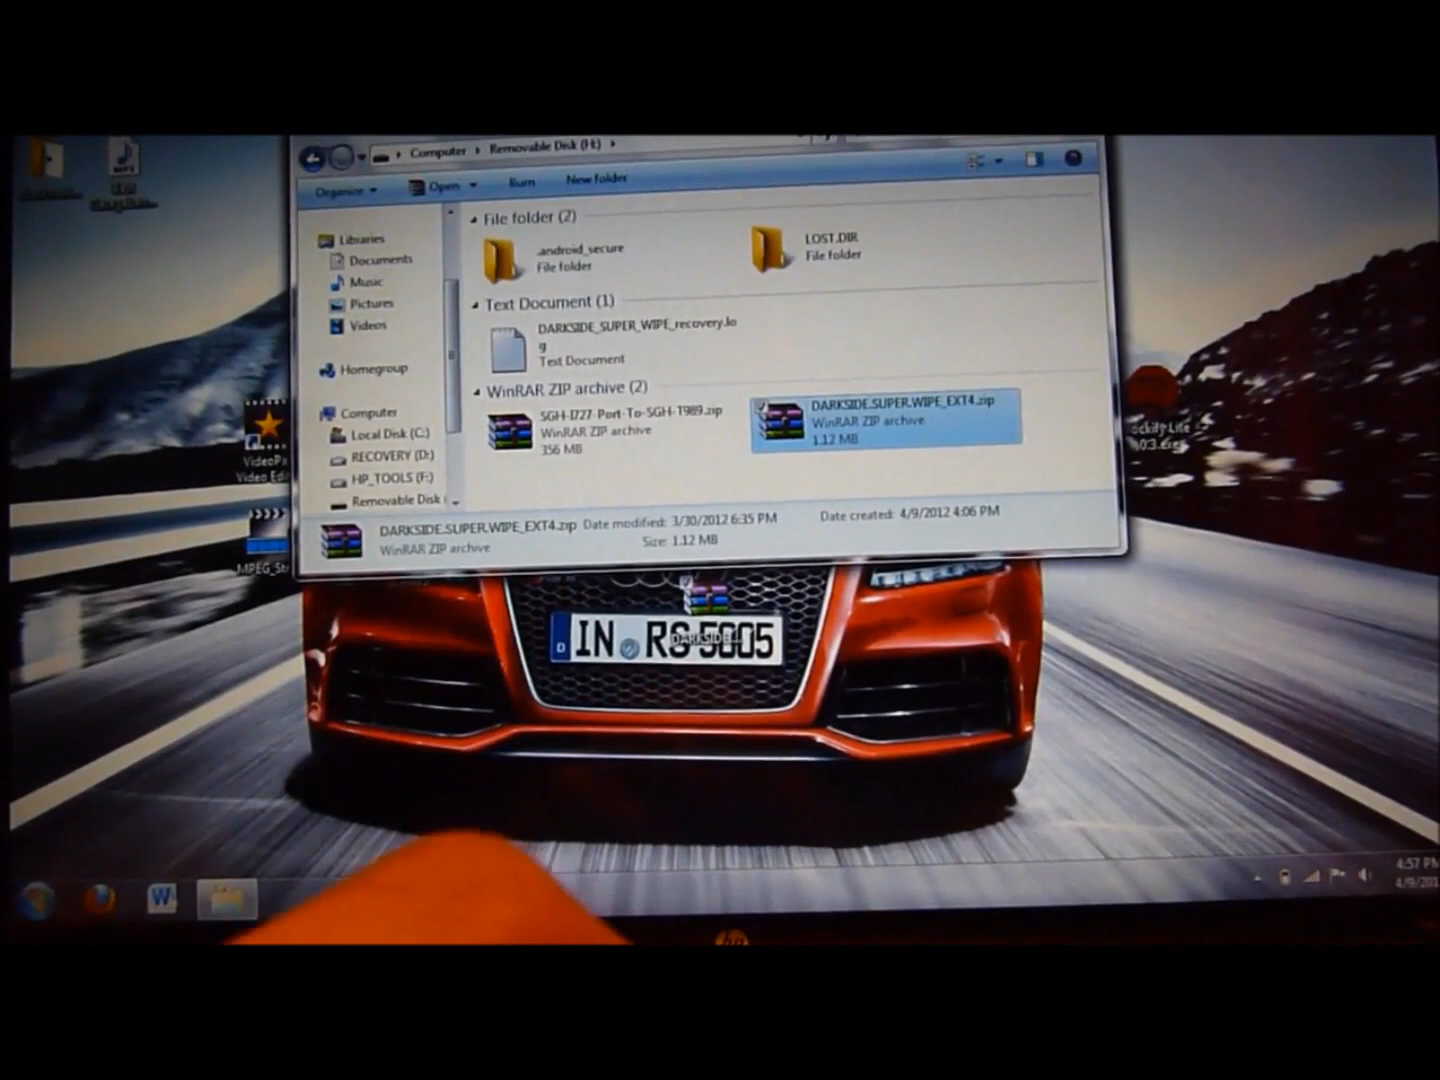 Computer
Removable Disk (H:)
Organize
Open
Burn
New folder
Libraries
Documents
Music
Pictures
Videos
Homegroup
Computer
Local Disk (C:)
RECOVERY (D:)
HP_TOOLS (F:)
Removable Disk
File folder (2)
.android_secure
File folder
LOST.DIR
File folder
Text Document (1)
DARKSIDE_SUPER_WIPE_recovery.lo
g
Text Document
WinRAR ZIP archive (2)
SGH-I727-Port-To-SGH-T989.zip
WinRAR ZIP archive
356 MB
DARKSIDE.SUPER.WIPE_EXT4.zip
WinRAR ZIP archive
1.12 MB
DARKSIDE.SUPER.WIPE_EXT4.zip Date modified: 3/30/2012 6:35 PM Date created: 4/9/2012 4:06 PM
WinRAR ZIP archive Size: 1.12 MB
VideoPa
Video Edi
MPEG_Str
D IN RS 5005
DARKSIDE...
W
4:57 PM
4/9/201
hp